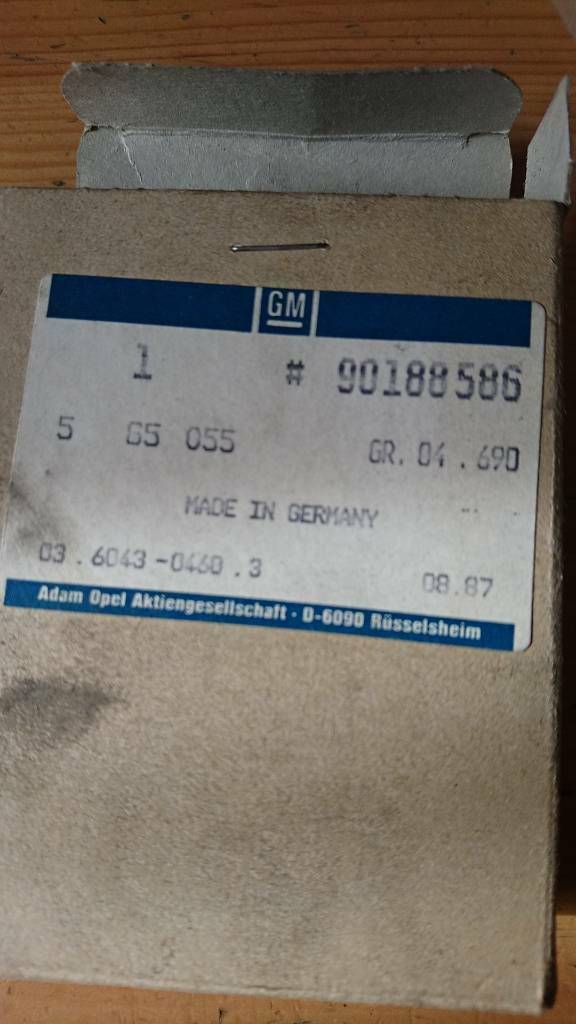 GM
1 # 90188586
5 G5 055 GR. 04 . 690
MADE IN GERMANY
03 . 6043 -0460 . 3 08.87
Adam Opel Aktiengesellschaft · D-6090 Rüsselsheim